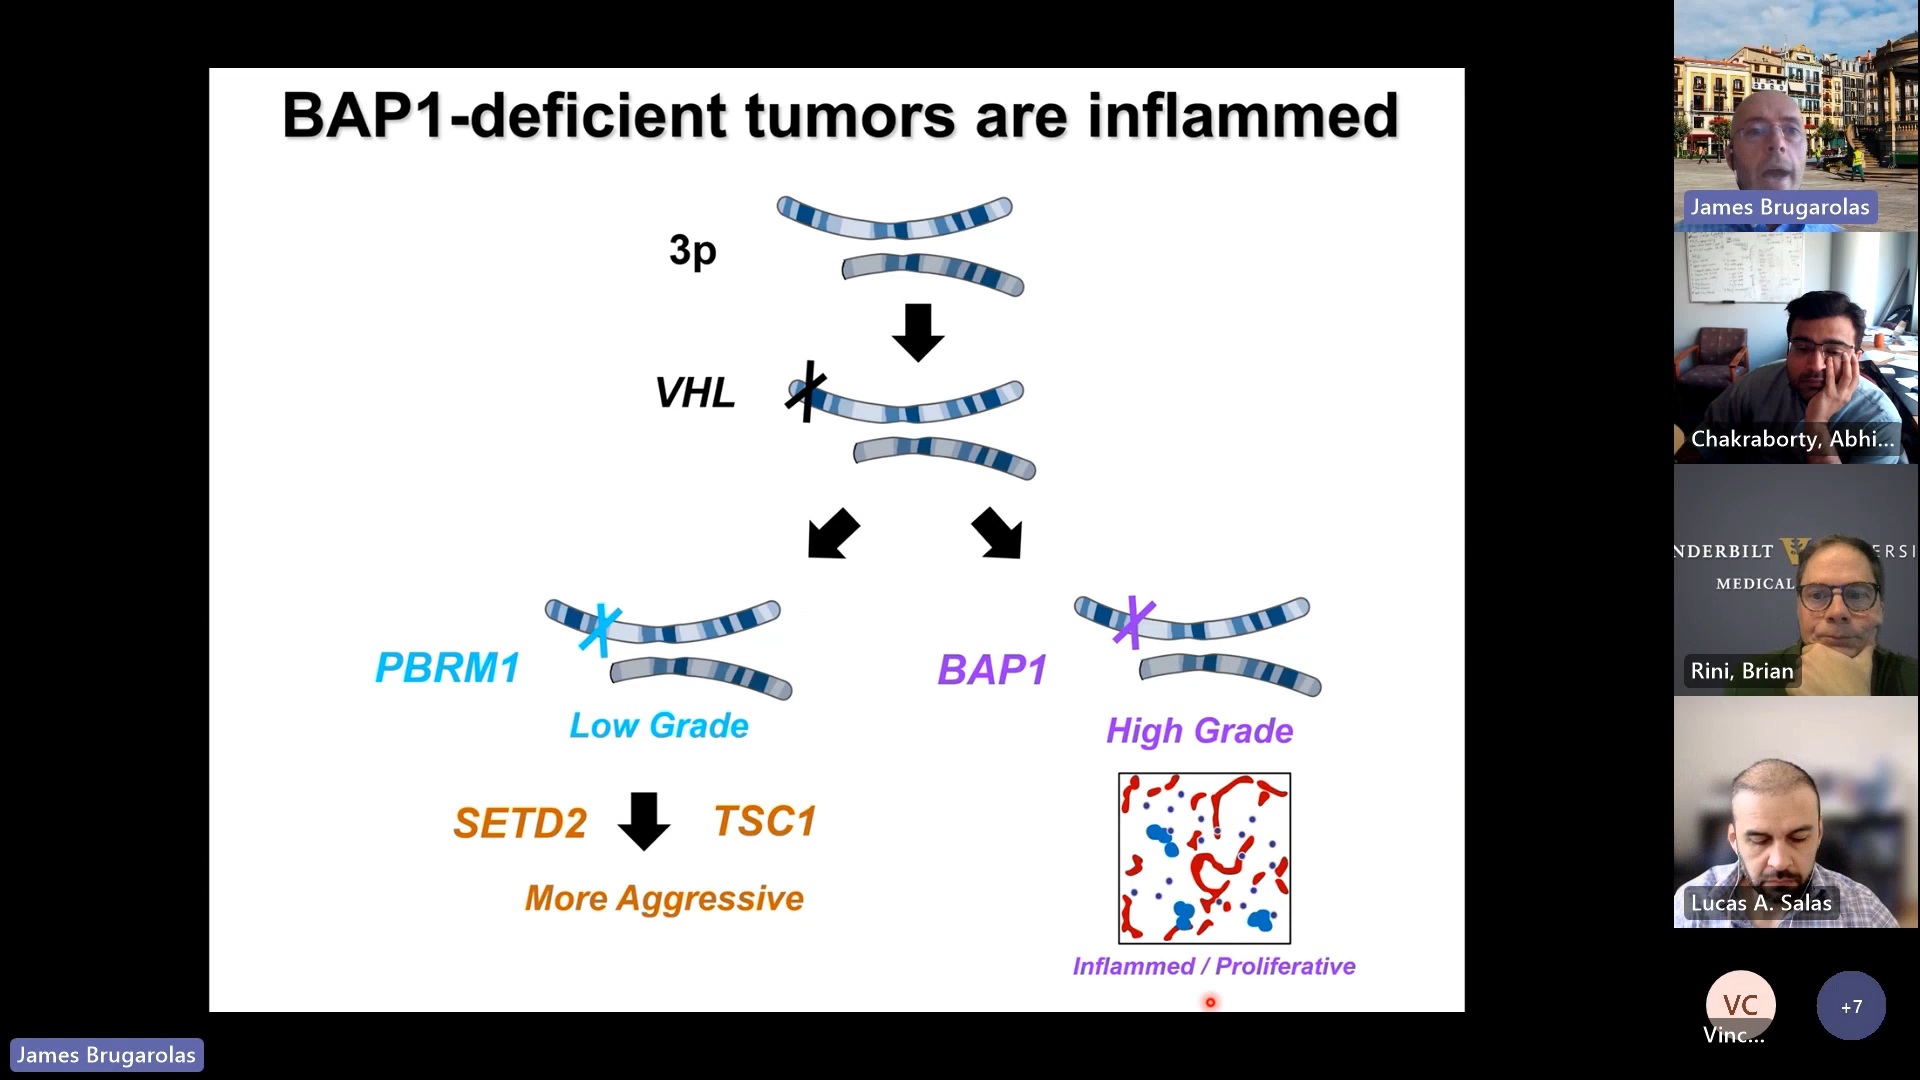 BAP1-deficient tumors are inflammed
3p
VHL
PBRM1
BAP1
Low Grade
High Grade
SETD2
TSC1
More Aggressive
Inflammed / Proliferative
James Brugarolas
Chakraborty, Abhi...
NDERBILT V ERSI
MEDICAL
Rini, Brian
Lucas A. Salas
VC
+7
Vinc...
James Brugarolas